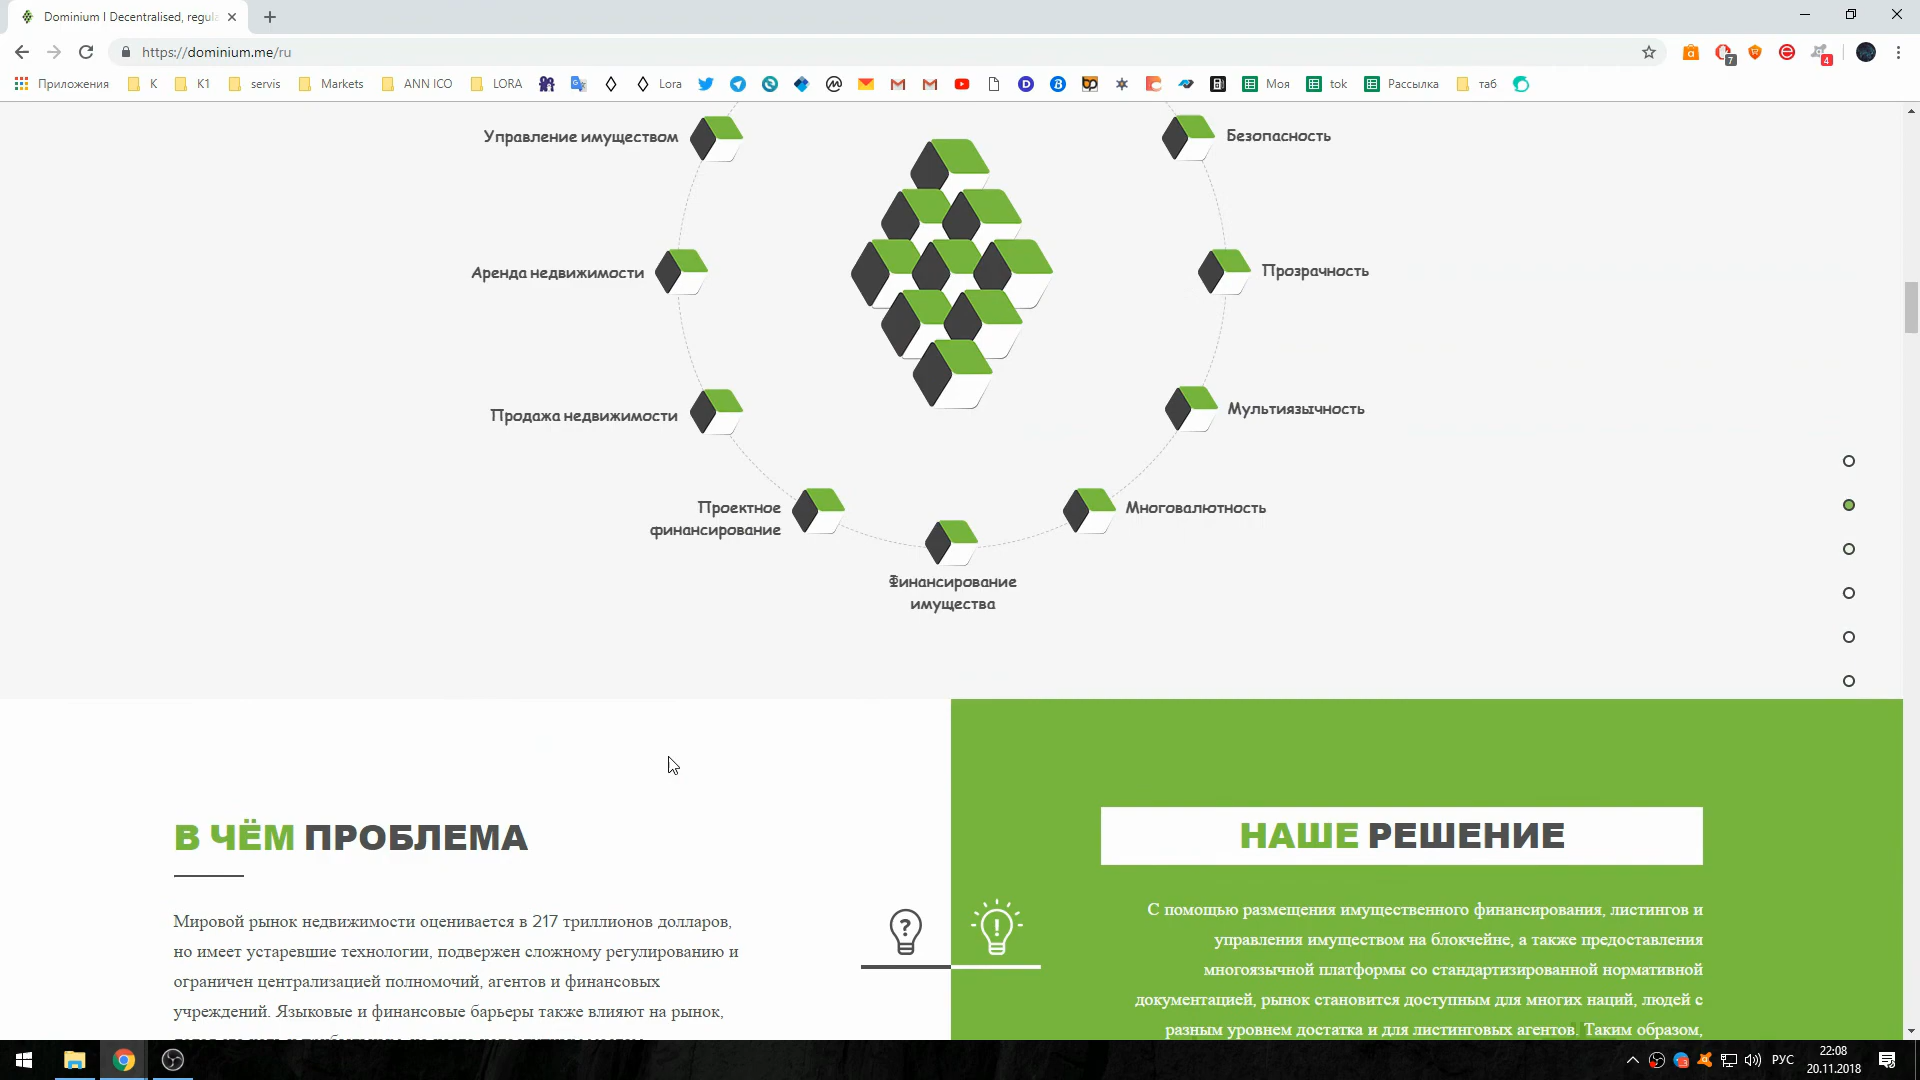 Dominium I Decentralised, regula
https://dominium.me/ru
7
4
Приложения
K
K1
servis
Markets
ANN ICO
LORA
Lora
Моя
tok
Рассылка
таб
Управление имуществом
Безопасность
Аренда недвижимости
Прозрачность
Продажа недвижимости
Мультиязычность
Проектное
финансирование
Многовалютность
Финансирование
имущества
В ЧЁМ ПРОБЛЕМА
Мировой рынок недвижимости оценивается в 217 триллионов долларов,
но имеет устаревшие технологии, подвержен сложному регулированию и
ограничен централизацией полномочий, агентов и финансовых
учреждений. Языковые и финансовые барьеры также влияют на рынок,
НАШЕ РЕШЕНИЕ
С помощью размещения имущественного финансирования, листингов и
управления имуществом на блокчейне, а также предоставления
многоязычной платформы со стандартизированной нормативной
документацией, рынок становится доступным для многих наций, людей с
разным уровнем достатка и для листинговых агентов. Таким образом,
РУС
22:08
20.11.2018